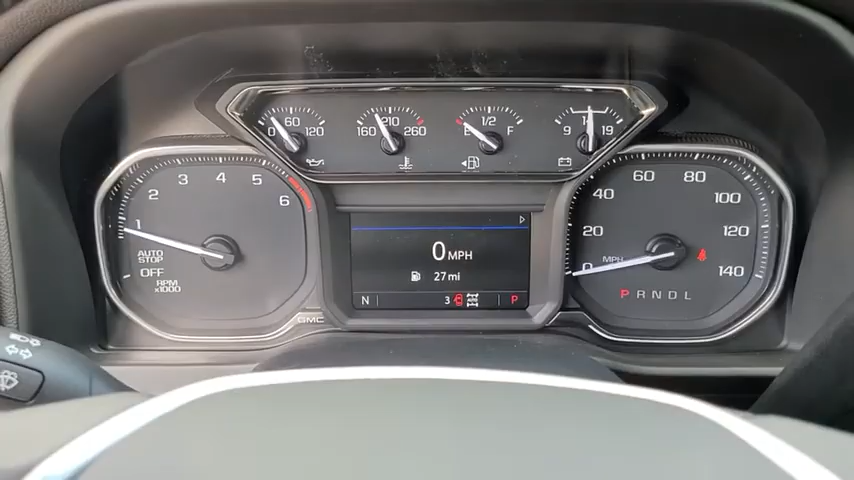 0 60 120
160 210 260
E 1/2 F
9 14 19
1 2 3 4 5 6
AUTO
STOP
OFF
RPM
x1000
0 MPH
27 mi
N 3 P
GMC
0 20 40 60 80 100 120 140
MPH
P R N D L